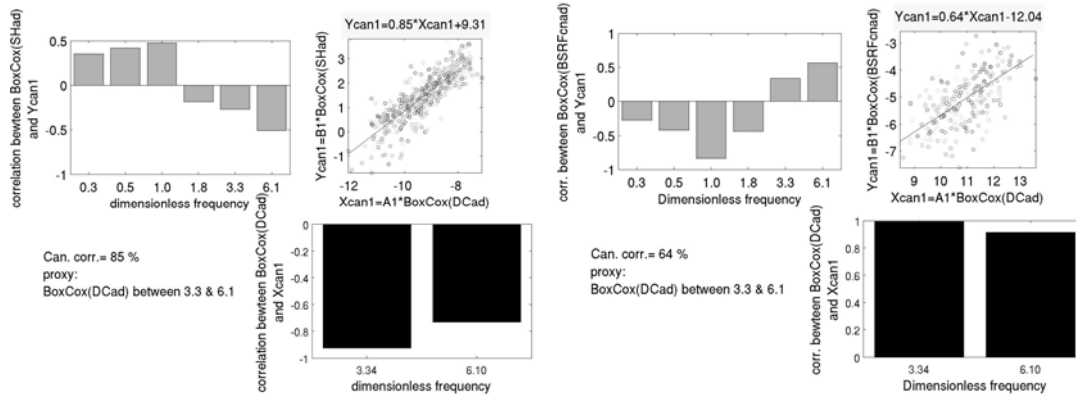 correlation bewteen BoxCox(SHad)
and Ycan1
0.5
0
-0.5
-1
0.3 0.5 1.0 1.8 3.3 6.1
dimensionless frequency
Ycan1=0.85*Xcan1+9.31
Ycan1=B1*BoxCox(SHad)
3
2
1
0
-1
-12 -10 -8
Xcan1=A1*BoxCox(DCad)
Can. corr.= 85 %
proxy:
BoxCox(DCad) between 3.3 & 6.1
correlation bewteen BoxCox(DCad)
and Xcan1
0
-0.2
-0.4
-0.6
-0.8
-1
3.34 6.10
dimensionless frequency
corr. bewteen BoxCox(BSRFcnad)
and Ycan1
1
0.5
0
-0.5
-1
0.3 0.5 1.0 1.8 3.3 6.1
dimensionless frequency
Ycan1=0.64*Xcan1-12.04
Ycan1=B1*BoxCox(BSRFcnad)
-3
-4
-5
-6
-7
9 10 11 12 13
Xcan1=A1*BoxCox(DCad)
Can. corr.= 64 %
proxy:
BoxCox(DCad) between 3.3 & 6.1
corr. bewteen BoxCox(DCad)
and Xcan1
1
0.8
0.6
0.4
0.2
0
3.34 6.10
Dimensionless frequency